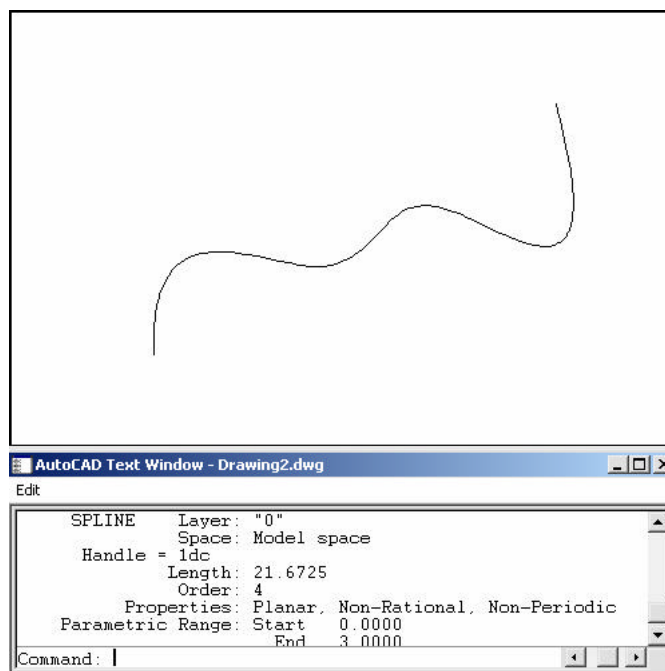 AutoCAD Text Window - Drawing2.dwg
Edit
SPLINE Layer: "0"
Space: Model space
Handle = 1dc
Length: 21.6725
Order: 4
Properties: Planar, Non-Rational, Non-Periodic
Parametric Range: Start 0.0000
End 3.0000
Command: